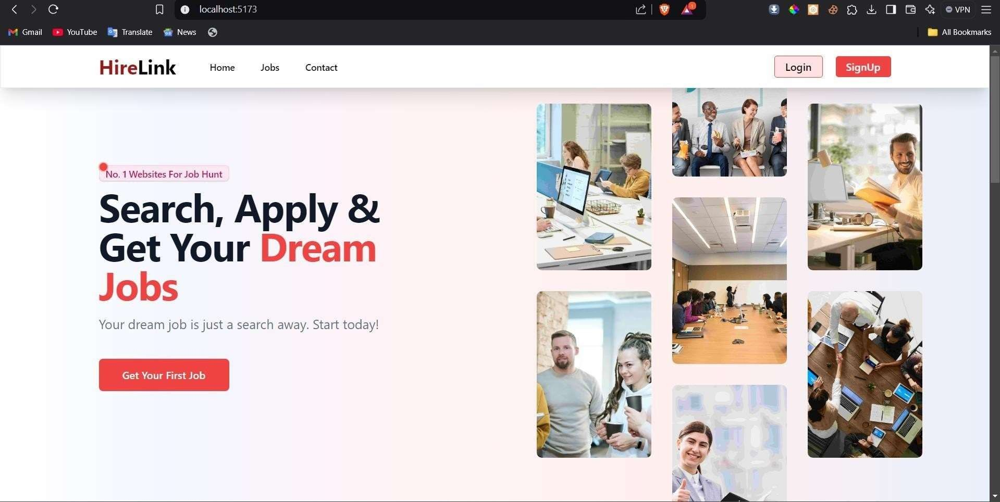 localhost:5173
1
VPN
Gmail
YouTube
Translate
News
All Bookmarks
HireLink
Home
Jobs
Contact
Login
SignUp
No. 1 Websites For Job Hunt
Search, Apply &
Get Your Dream
Jobs
Your dream job is just a search away. Start today!
Get Your First Job